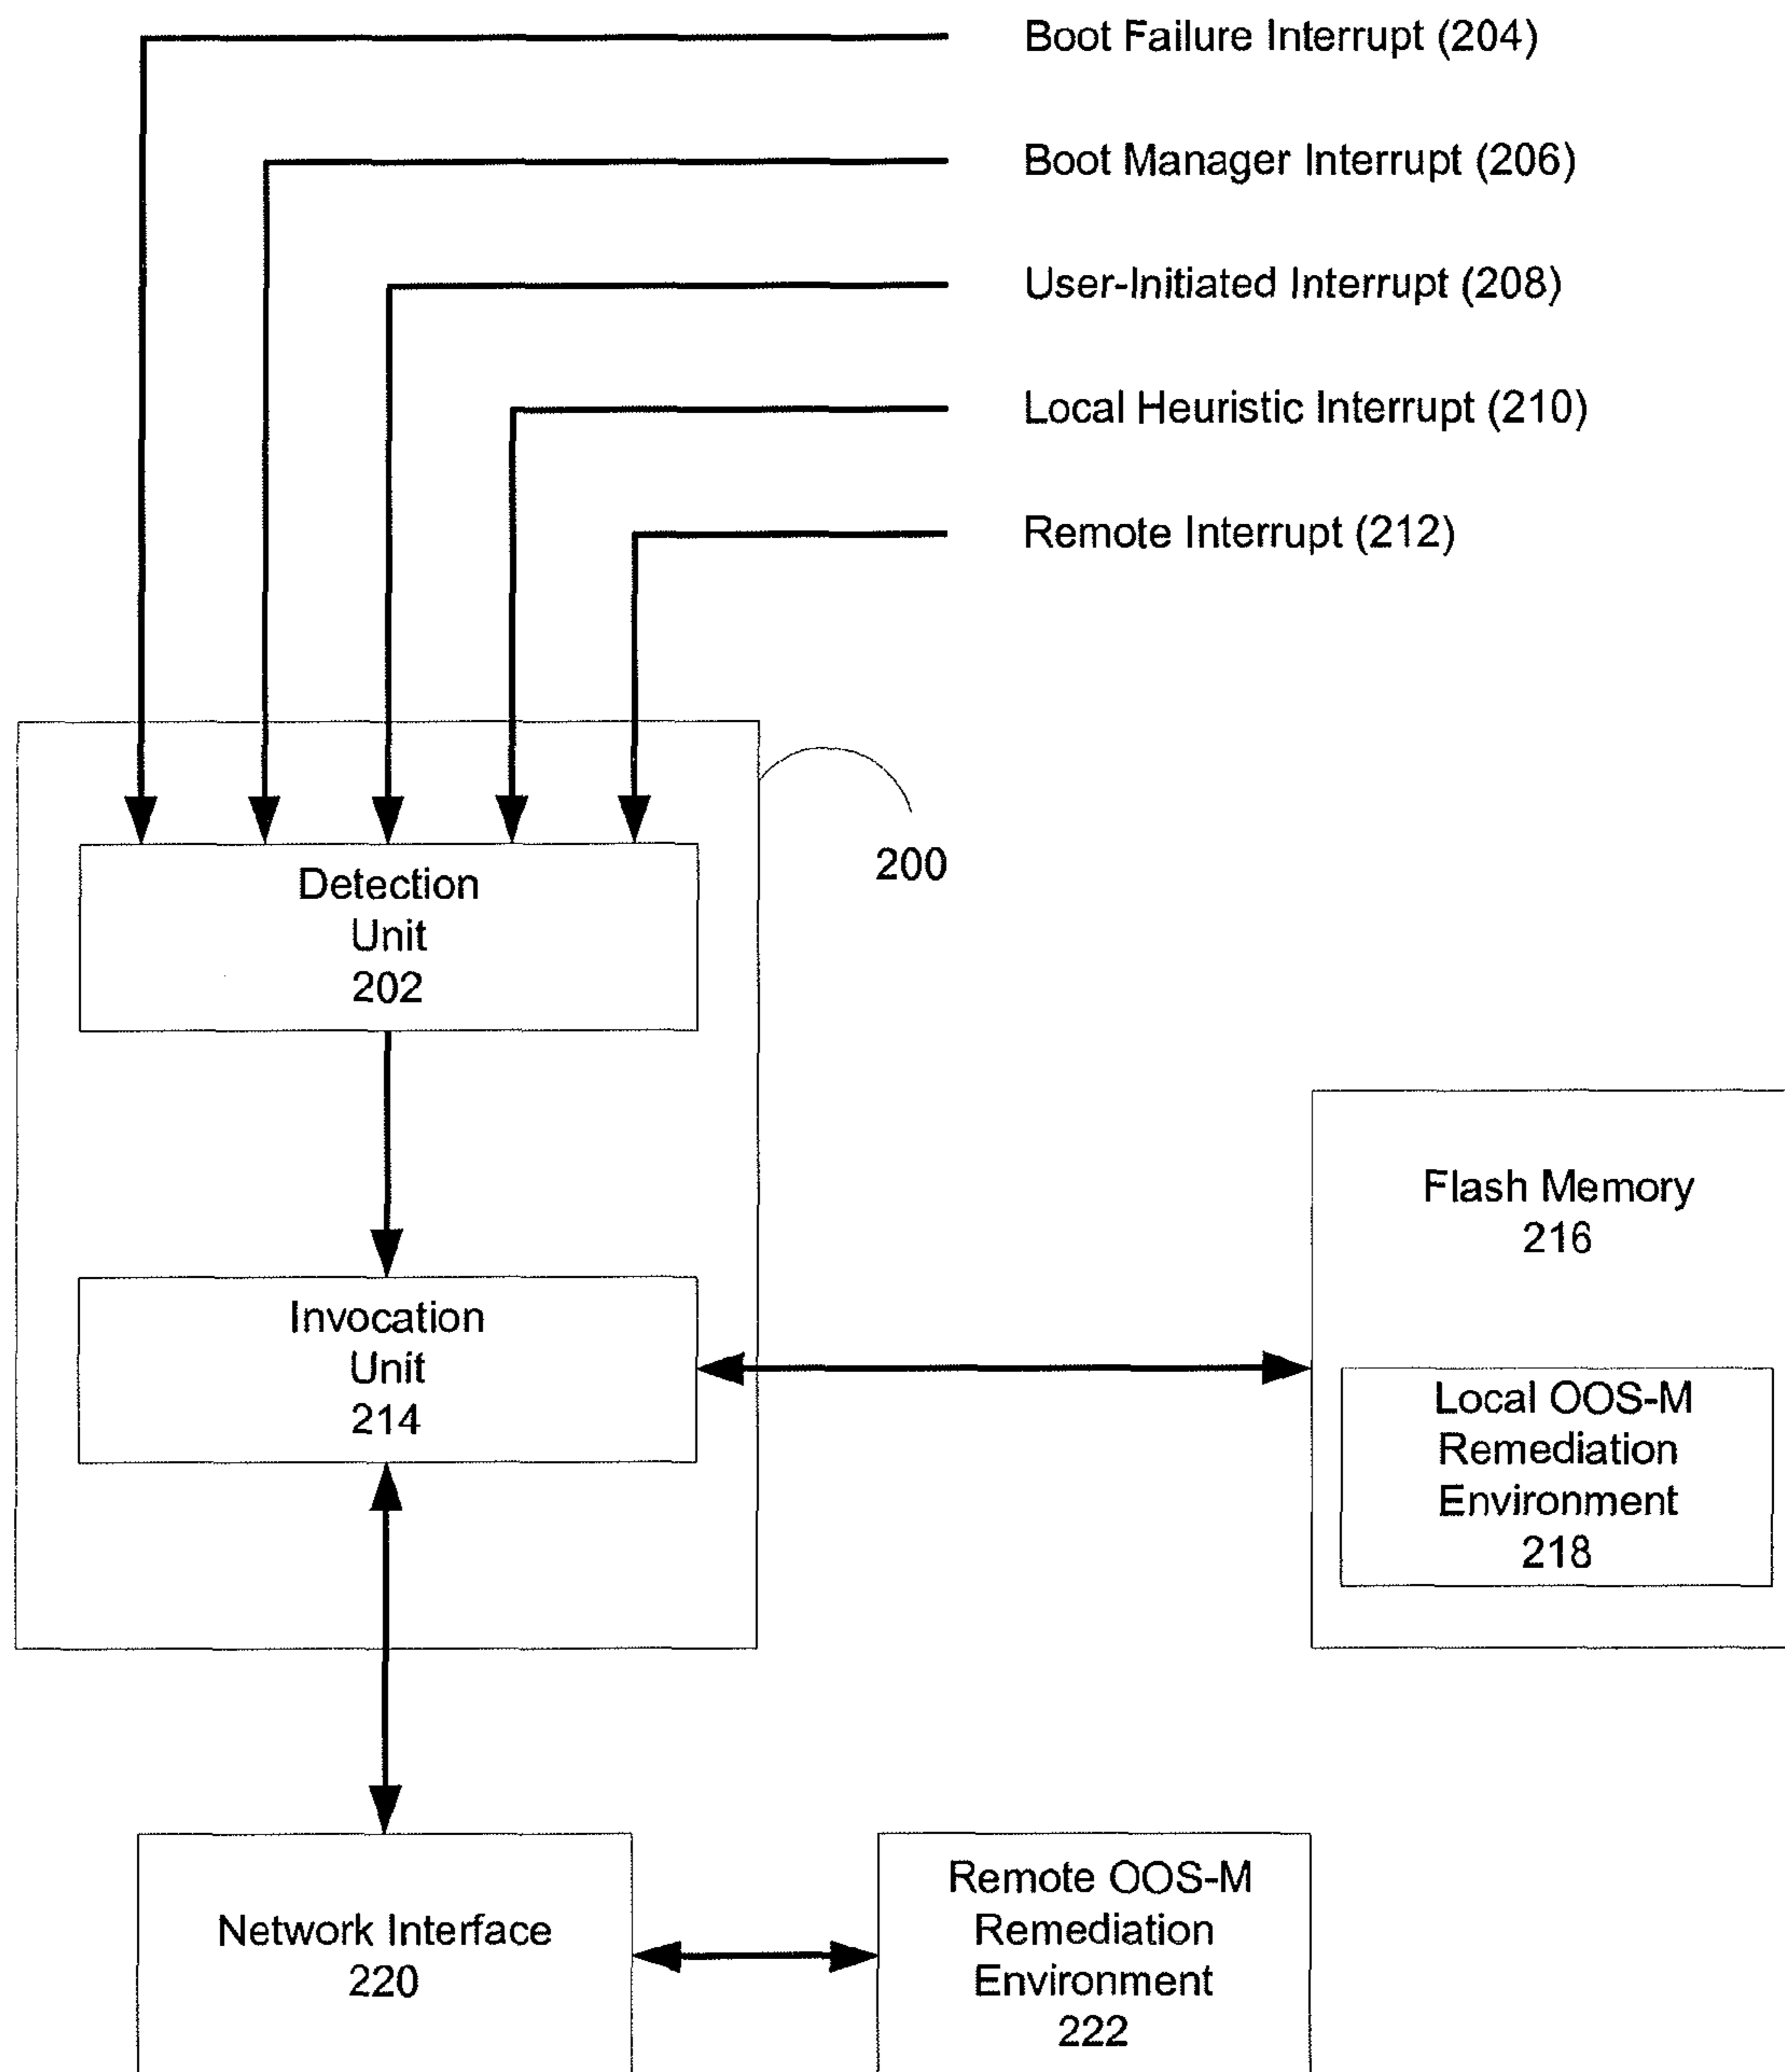 Boot Failure Interrupt (204)
Boot Manager Interrupt (206)
User-Initiated Interrupt (208)
Local Heuristic Interrupt (210)
Remote Interrupt (212)
200
Detection
Unit
202
Invocation
Unit
214
Flash Memory
216
Local OOS-M
Remediation
Environment
218
Network Interface
220
Remote OOS-M
Remediation
Environment
222